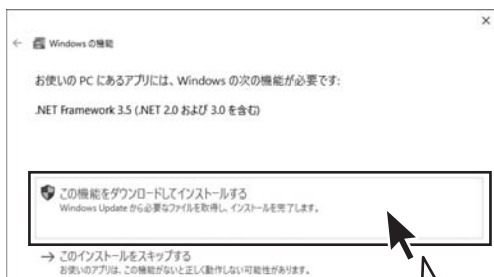 Windows の機能
お使いの PC にあるアプリには、Windows の次の機能が必要です:
.NET Framework 3.5 (.NET 2.0 および 3.0 を含む)
この機能をダウンロードしてインストールする
Windows Update から必要なファイルを取得し、インストールを完了します。
→ このインストールをスキップする
お使いのアプリは、この機能がないと正しく動作しない可能性があります。